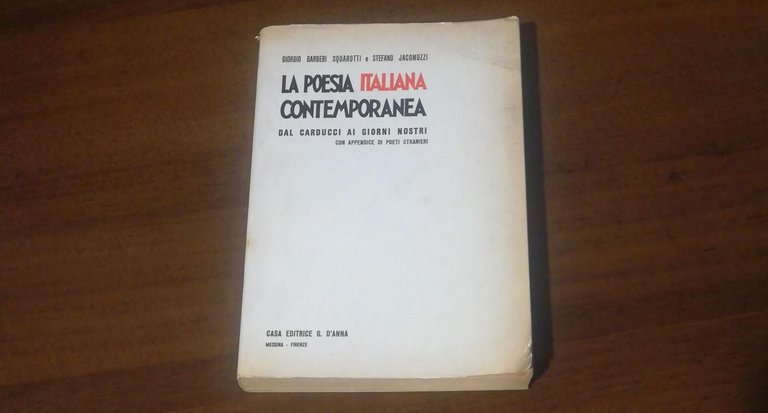 GIORGIO BARBERI SQUAROTTI e STEFANO JACOMUZZI
LA POESIA ITALIANA
CONTEMPORANEA
DAL CARDUCCI AI GIORNI NOSTRI
CON APPENDICE DI POETI STRANIERI
CASA EDITRICE G. D'ANNA
MESSINA - FIRENZE